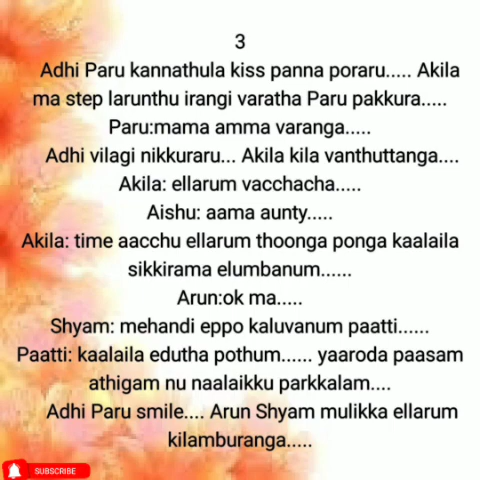 3
Adhi Paru kannathula kiss panna poraru..... Akila
ma step larunthu irangi varatha Paru pakkura.....
Paru:mama amma varanga.....
Adhi vilagi nikkuraru... Akila kila vanthuttanga....
Akila: ellarum vacchacha.....
Aishu: aama aunty.....
Akila: time aacchu ellarum thoonga ponga kaalaila
sikkirama elumbanum......
Arun:ok ma.....
Shyam: mehandi eppo kaluvanum paatti......
Paatti: kaalaila edutha pothum...... yaaroda paasam
athigam nu naalaikku parkkalam....
Adhi Paru smile.... Arun Shyam mulikka ellarum
kilamburanga.....
SUBSCRIBE